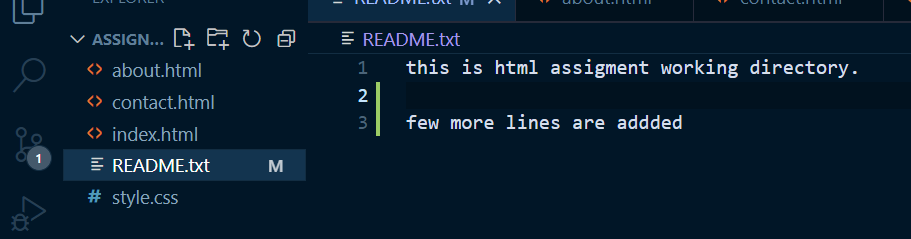 EXPLORER
README.txt M
about.html
contact.html
ASSIGN...
README.txt
about.html
contact.html
index.html
README.txt M
style.css
1
1 this is html assigment working directory.
2
3 few more lines are addded